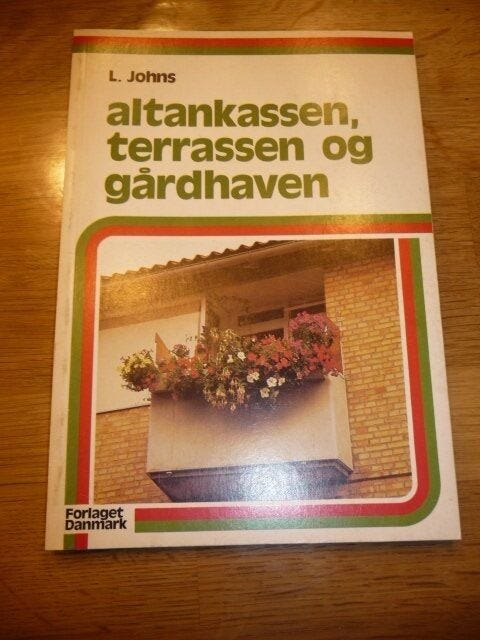 L. Johns
altankassen,
terrassen og
gårdhaven
Forlaget
Danmark